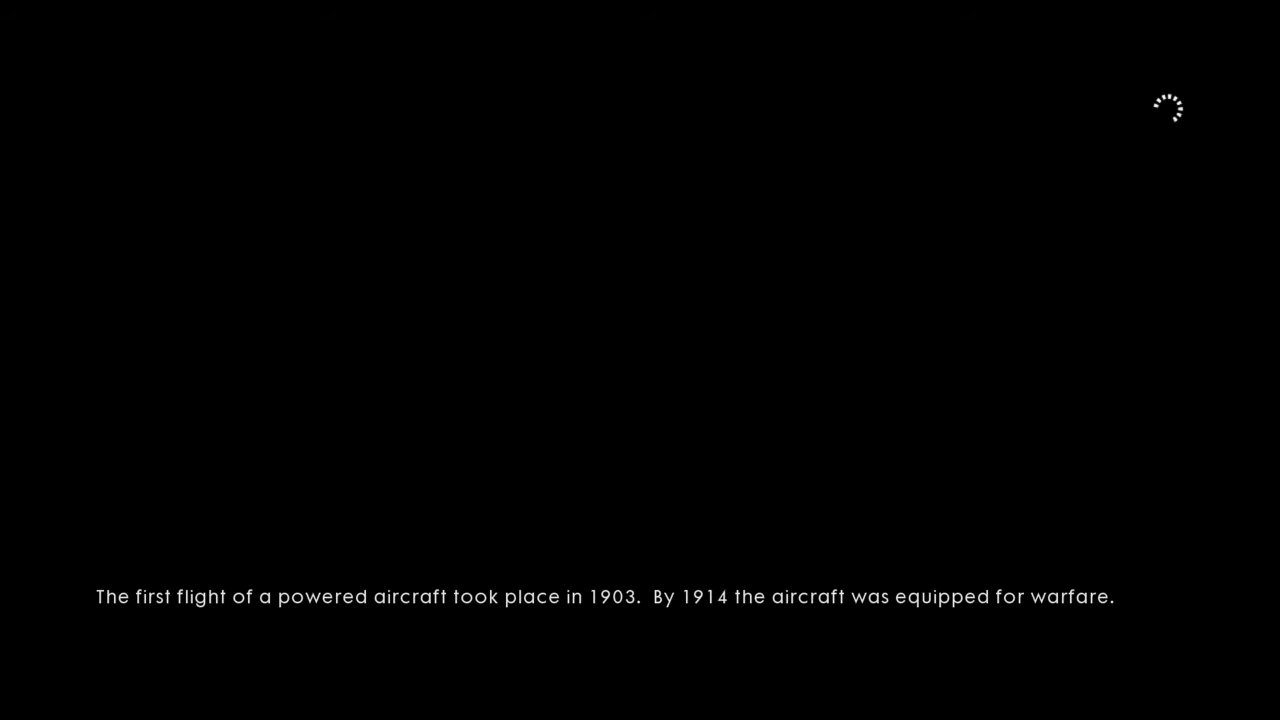 The first flight of a powered aircraft took place in 1903.  By 1914 the aircraft was equipped for warfare.